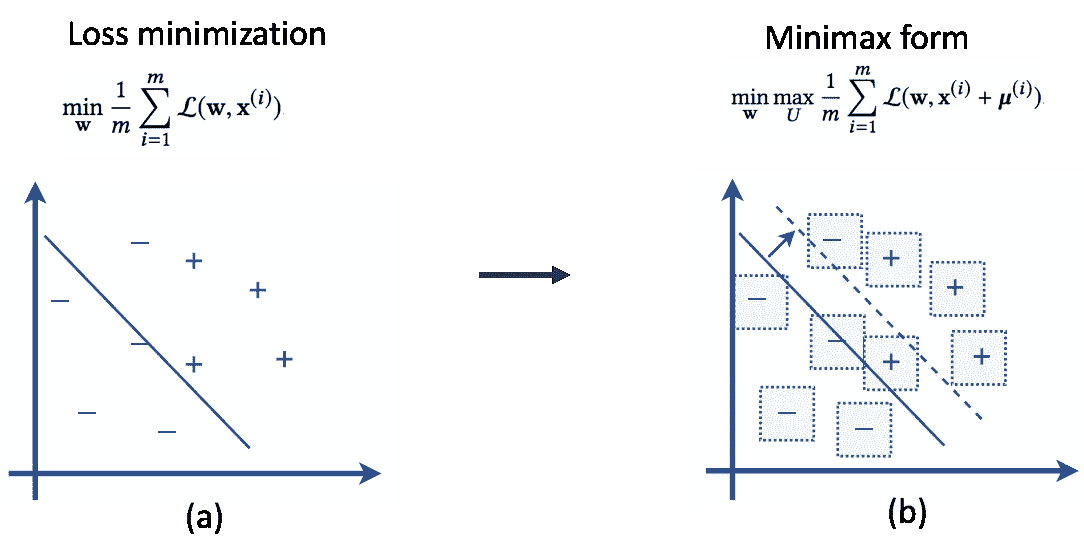 Loss minimization
Minimax form
$\min_{\mathbf{w}} \frac{1}{m} \sum_{i=1}^{m} \mathcal{L}(\mathbf{w}, \mathbf{x}^{(i)})$
$\min_{\mathbf{w}} \max_{U} \frac{1}{m} \sum_{i=1}^{m} \mathcal{L}(\mathbf{w}, \mathbf{x}^{(i)} + \boldsymbol{\mu}^{(i)})$
(a)
(b)